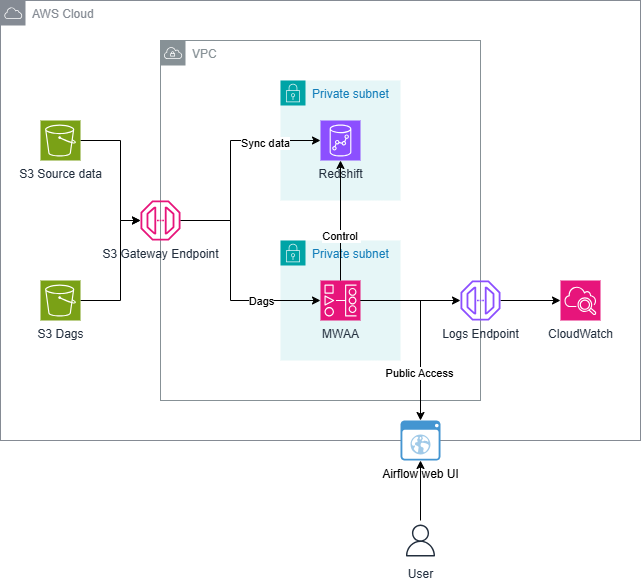 AWS Cloud
VPC
Private subnet
Sync data
S3 Source data
Redshift
S3 Gateway Endpoint
Control
Private subnet
Dags
S3 Dags
MWAA
Logs Endpoint
CloudWatch
Public Access
Airflow web UI
User